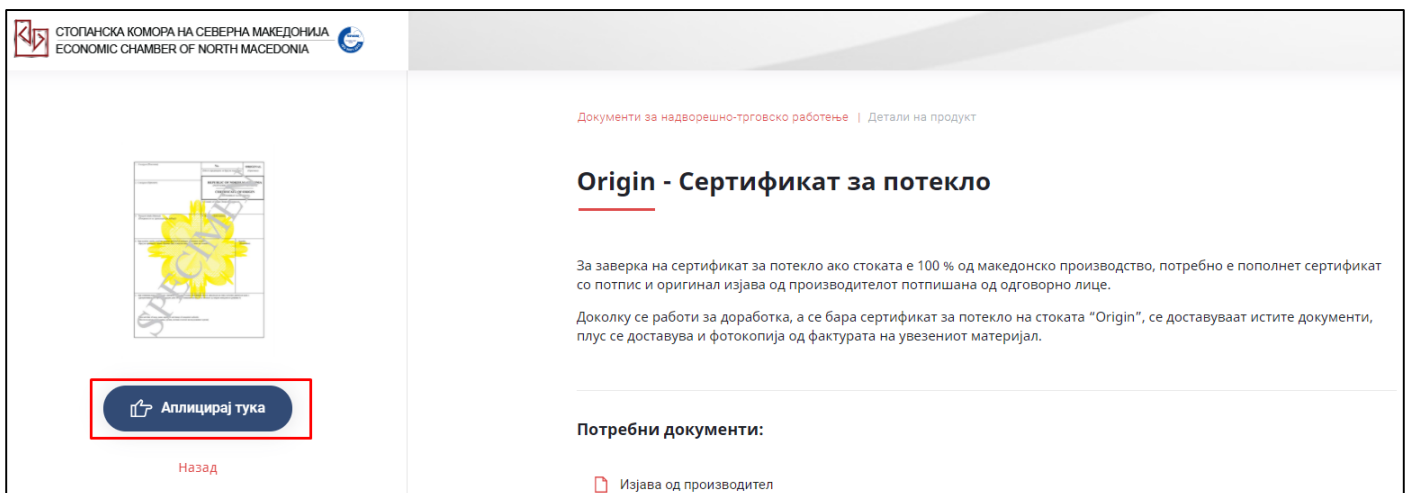 СТОПАНСКА КОМОРА НА СЕВЕРНА МАКЕДОНИЈА
ECONOMIC CHAMBER OF NORTH MACEDONIA
Документи за надворешно-трговско работење | Детали на продукт
Origin - Сертификат за потекло
За заверка на сертификат за потекло ако стоката е 100 % од македонско производство, потребно е пополнет сертификат
со потпис и оригинал изјава од производителот потпишана од одговорно лице.
Доколку се работи за доработка, а се бара сертификат за потекло на стоката "Origin", се доставуваат истите документи,
плус се доставува и фотокопија од фактурата на увезениот материјал.
SPECIMEN
Аплицирај тука
Назад
Потребни документи:
Изјава од производител